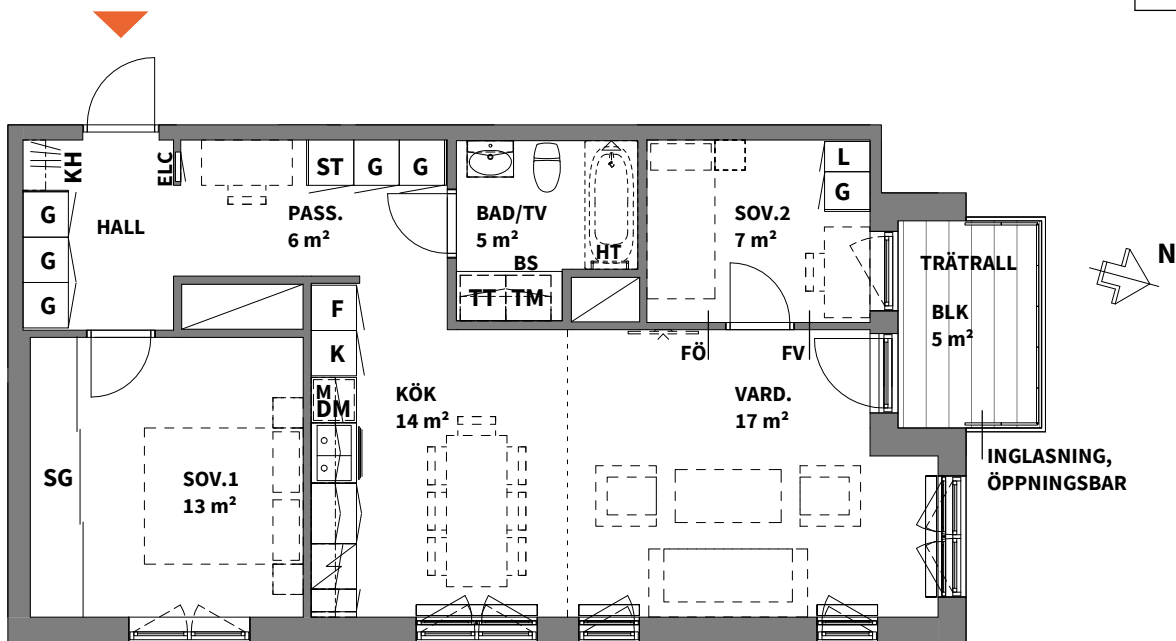 KH
ELC
ST
G
G
L
G
G
G
G
HALL
PASS.
6 m²
BAD/TV
5 m²
BS
HT
TT
TM
SOV.2
7 m²
TRÄTRALL
BLK
5 m²
N
F
K
M
DM
KÖK
14 m²
FÖ
FV
VARD.
17 m²
SG
SOV.1
13 m²
INGLASNING,
ÖPPNINGSBAR